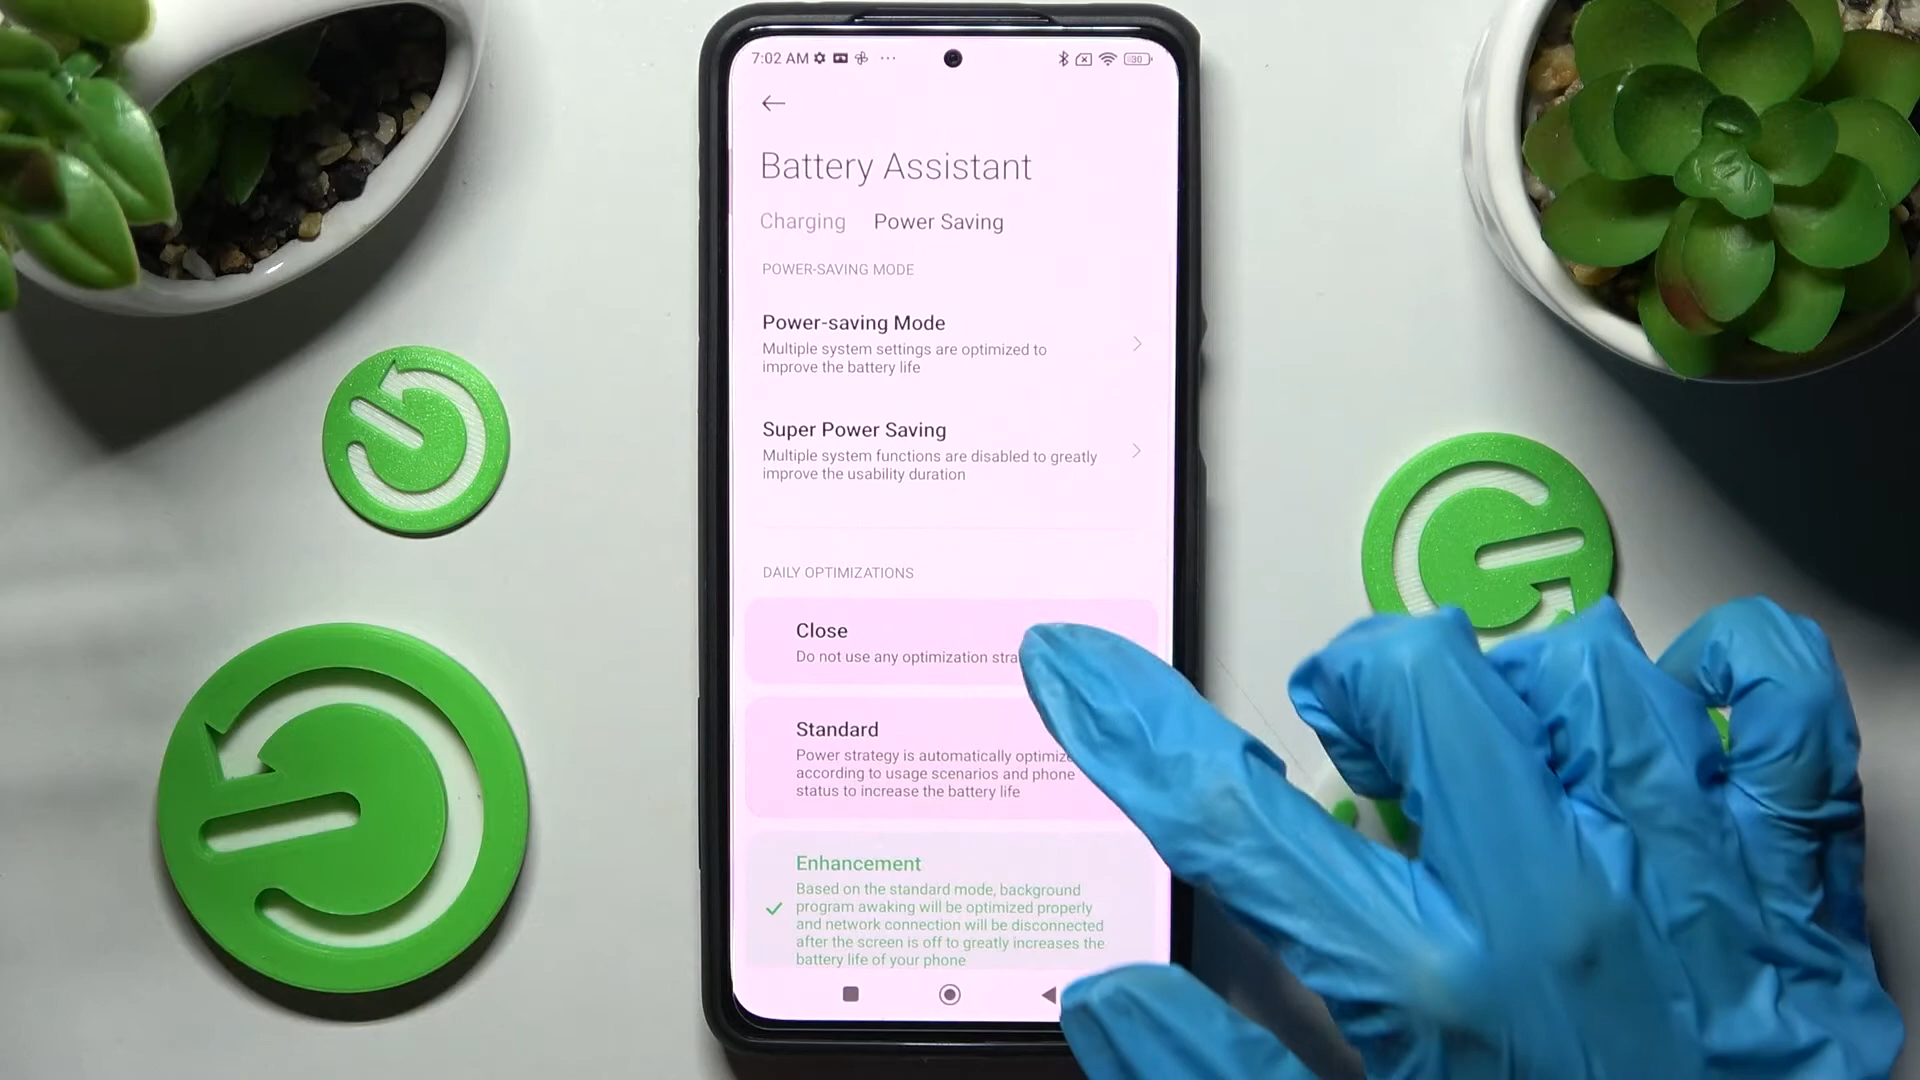 7:02 AM
30
Battery Assistant
Charging Power Saving
POWER-SAVING MODE
Power-saving Mode
Multiple system settings are optimized to
improve the battery life
Super Power Saving
Multiple system functions are disabled to greatly
improve the usability duration
DAILY OPTIMIZATIONS
Close
Do not use any optimization
Standard
Power strategy is automatically
according to usage scenarios and phone
status to increase the battery life
Enhancement
Based on the standard mode, background
program awaking will be optimized properly
and network connection will be disconnected
after the screen is off to greatly increases the
battery life of your phone